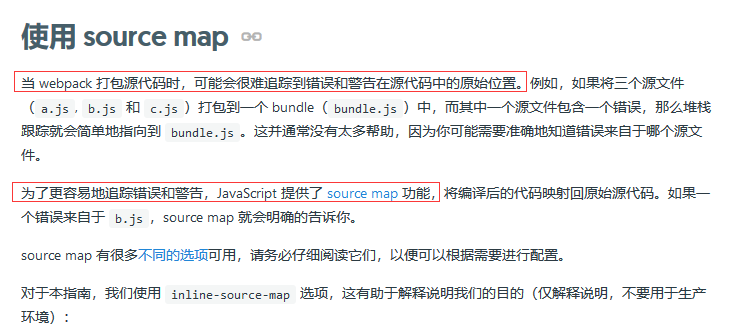 使用 source map
当 webpack 打包源代码时，可能会很难追踪到错误和警告在源代码中的原始位置。例如，如果将三个源文件
（a.js，b.js 和 c.js）打包到一个 bundle（bundle.js）中，而其中一个源文件包含一个错误，那么堆栈
跟踪就会简单地指向到 bundle.js。这并通常没有太多帮助，因为你可能需要准确地知道错误来自于哪个源文
件。
为了更容易地追踪错误和警告，JavaScript 提供了 source map 功能，将编译后的代码映射回原始源代码。如果一
个错误来自于 b.js，source map 就会明确的告诉你。
source map 有很多不同的选项可用，请务必仔细阅读它们，以便可以根据需要进行配置。
对于本指南，我们使用 inline-source-map 选项，这有助于解释说明我们的目的（仅解释说明，不要用于生产
环境）：